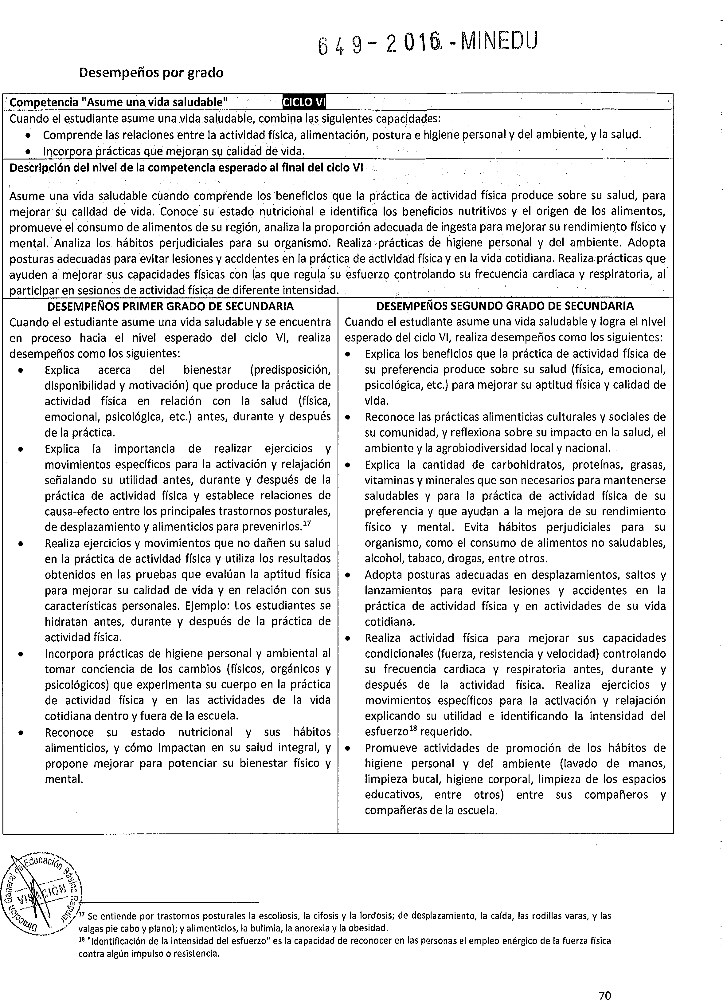 649-2016-MINEDU
Desempeños por grado
Competencia "Asume una vida saludable" CICLO VI
Cuando el estudiante asume una vida saludable, combina las siguientes capacidades:
• Comprende las relaciones entre la actividad física, alimentación, postura e higiene personal y del ambiente, y la salud.
• Incorpora prácticas que mejoran su calidad de vida.
Descripción del nivel de la competencia esperado al final del ciclo VI
Asume una vida saludable cuando comprende los beneficios que la práctica de actividad física produce sobre su salud, para
mejorar su calidad de vida. Conoce su estado nutricional e identifica los beneficios nutritivos y el origen de los alimentos,
promueve el consumo de alimentos de su región, analiza la proporción adecuada de ingesta para mejorar su rendimiento físico y
mental. Analiza los hábitos perjudiciales para su organismo. Realiza prácticas de higiene personal y del ambiente. Adopta
posturas adecuadas para evitar lesiones y accidentes en la práctica de actividad física y en la vida cotidiana. Realiza prácticas que
ayuden a mejorar sus capacidades físicas con las que regula su esfuerzo controlando su frecuencia cardiaca y respiratoria, al
participar en sesiones de actividad física de diferente intensidad.
DESEMPEÑOS PRIMER GRADO DE SECUNDARIA
Cuando el estudiante asume una vida saludable y se encuentra
en proceso hacia el nivel esperado del ciclo VI, realiza
desempeños como los siguientes:
• Explica acerca del bienestar (predisposición,
disponibilidad y motivación) que produce la práctica de
actividad física en relación con la salud (física,
emocional, psicológica, etc.) antes, durante y después
de la práctica.
• Explica la importancia de realizar ejercicios y
movimientos específicos para la activación y relajación
señalando su utilidad antes, durante y después de la
práctica de actividad física y establece relaciones de
causa-efecto entre los principales trastornos posturales,
de desplazamiento y alimenticios para prevenirlos.¹⁷
• Realiza ejercicios y movimientos que no dañen su salud
en la práctica de actividad física y utiliza los resultados
obtenidos en las pruebas que evalúan la aptitud física
para mejorar su calidad de vida y en relación con sus
características personales. Ejemplo: Los estudiantes se
hidratan antes, durante y después de la práctica de
actividad física.
• Incorpora prácticas de higiene personal y ambiental al
tomar conciencia de los cambios (físicos, orgánicos y
psicológicos) que experimenta su cuerpo en la práctica
de actividad física y en las actividades de la vida
cotidiana dentro y fuera de la escuela.
• Reconoce su estado nutricional y sus hábitos
alimenticios, y cómo impactan en su salud integral, y
propone mejorar para potenciar su bienestar físico y
mental.
DESEMPEÑOS SEGUNDO GRADO DE SECUNDARIA
Cuando el estudiante asume una vida saludable y logra el nivel
esperado del ciclo VI, realiza desempeños como los siguientes:
• Explica los beneficios que la práctica de actividad física de
su preferencia produce sobre su salud (física, emocional,
psicológica, etc.) para mejorar su aptitud física y calidad de
vida.
• Reconoce las prácticas alimenticias culturales y sociales de
su comunidad, y reflexiona sobre su impacto en la salud, el
ambiente y la agrobiodiversidad local y nacional.
• Explica la cantidad de carbohidratos, proteínas, grasas,
vitaminas y minerales que son necesarios para mantenerse
saludables y para la práctica de actividad física de su
preferencia y que ayudan a la mejora de su rendimiento
físico y mental. Evita hábitos perjudiciales para su
organismo, como el consumo de alimentos no saludables,
alcohol, tabaco, drogas, entre otros.
• Adopta posturas adecuadas en desplazamientos, saltos y
lanzamientos para evitar lesiones y accidentes en la
práctica de actividad física y en actividades de su vida
cotidiana.
• Realiza actividad física para mejorar sus capacidades
condicionales (fuerza, resistencia y velocidad) controlando
su frecuencia cardiaca y respiratoria antes, durante y
después de la actividad física. Realiza ejercicios y
movimientos específicos para la activación y relajación
explicando su utilidad e identificando la intensidad del
esfuerzo¹⁸ requerido.
• Promueve actividades de promoción de los hábitos de
higiene personal y del ambiente (lavado de manos,
limpieza bucal, higiene corporal, limpieza de los espacios
educativos, entre otros) entre sus compañeros y
compañeras de la escuela.
Dirección General de Educación Básica Regular
VISACIÓN
¹⁷ Se entiende por trastornos posturales la escoliosis, la cifosis y la lordosis; de desplazamiento, la caída, las rodillas varas, y las
valgas pie cabo y plano); y alimenticios, la bulimia, la anorexia y la obesidad.
¹⁸ "Identificación de la intensidad del esfuerzo" es la capacidad de reconocer en las personas el empleo enérgico de la fuerza física
contra algún impulso o resistencia.
70